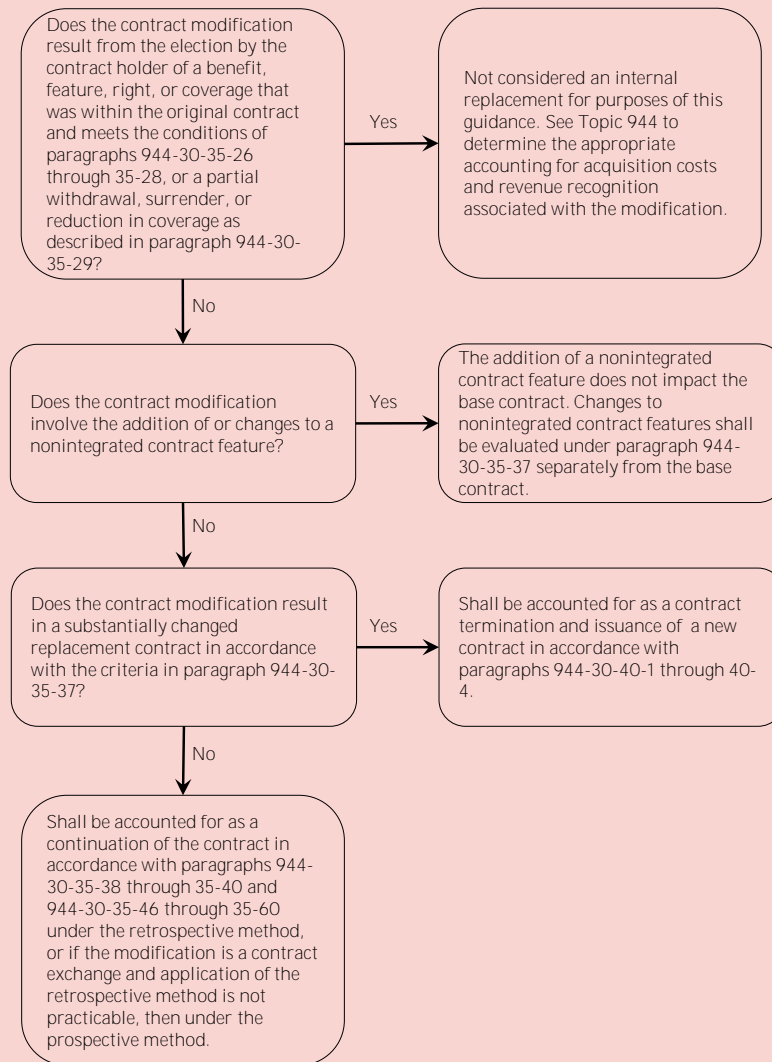 Does the contract modification
result from the election by the
contract holder of a benefit,
feature, right, or coverage that
was within the original contract
and meets the conditions of
paragraphs 944-30-35-26
through 35-28, or a partial
withdrawal, surrender, or
reduction in coverage as
described in paragraph 944-30-
35-29?
Yes
Not considered an internal
replacement for purposes of this
guidance. See Topic 944 to
determine the appropriate
accounting for acquisition costs
and revenue recognition
associated with the modification.
No
Does the contract modification
involve the addition of or changes to a
nonintegrated contract feature?
Yes
The addition of a nonintegrated
contract feature does not impact the
base contract. Changes to
nonintegrated contract features shall
be evaluated under paragraph 944-
30-35-37 separately from the base
contract.
No
Does the contract modification result
in a substantially changed
replacement contract in accordance
with the criteria in paragraph 944-30-
35-37?
Yes
Shall be accounted for as a contract
termination and issuance of a new
contract in accordance with
paragraphs 944-30-40-1 through 40-
4.
No
Shall be accounted for as a
continuation of the contract in
accordance with paragraphs 944-
30-35-38 through 35-40 and
944-30-35-46 through 35-60
under the retrospective method,
or if the modification is a contract
exchange and application of the
retrospective method is not
practicable, then under the
prospective method.